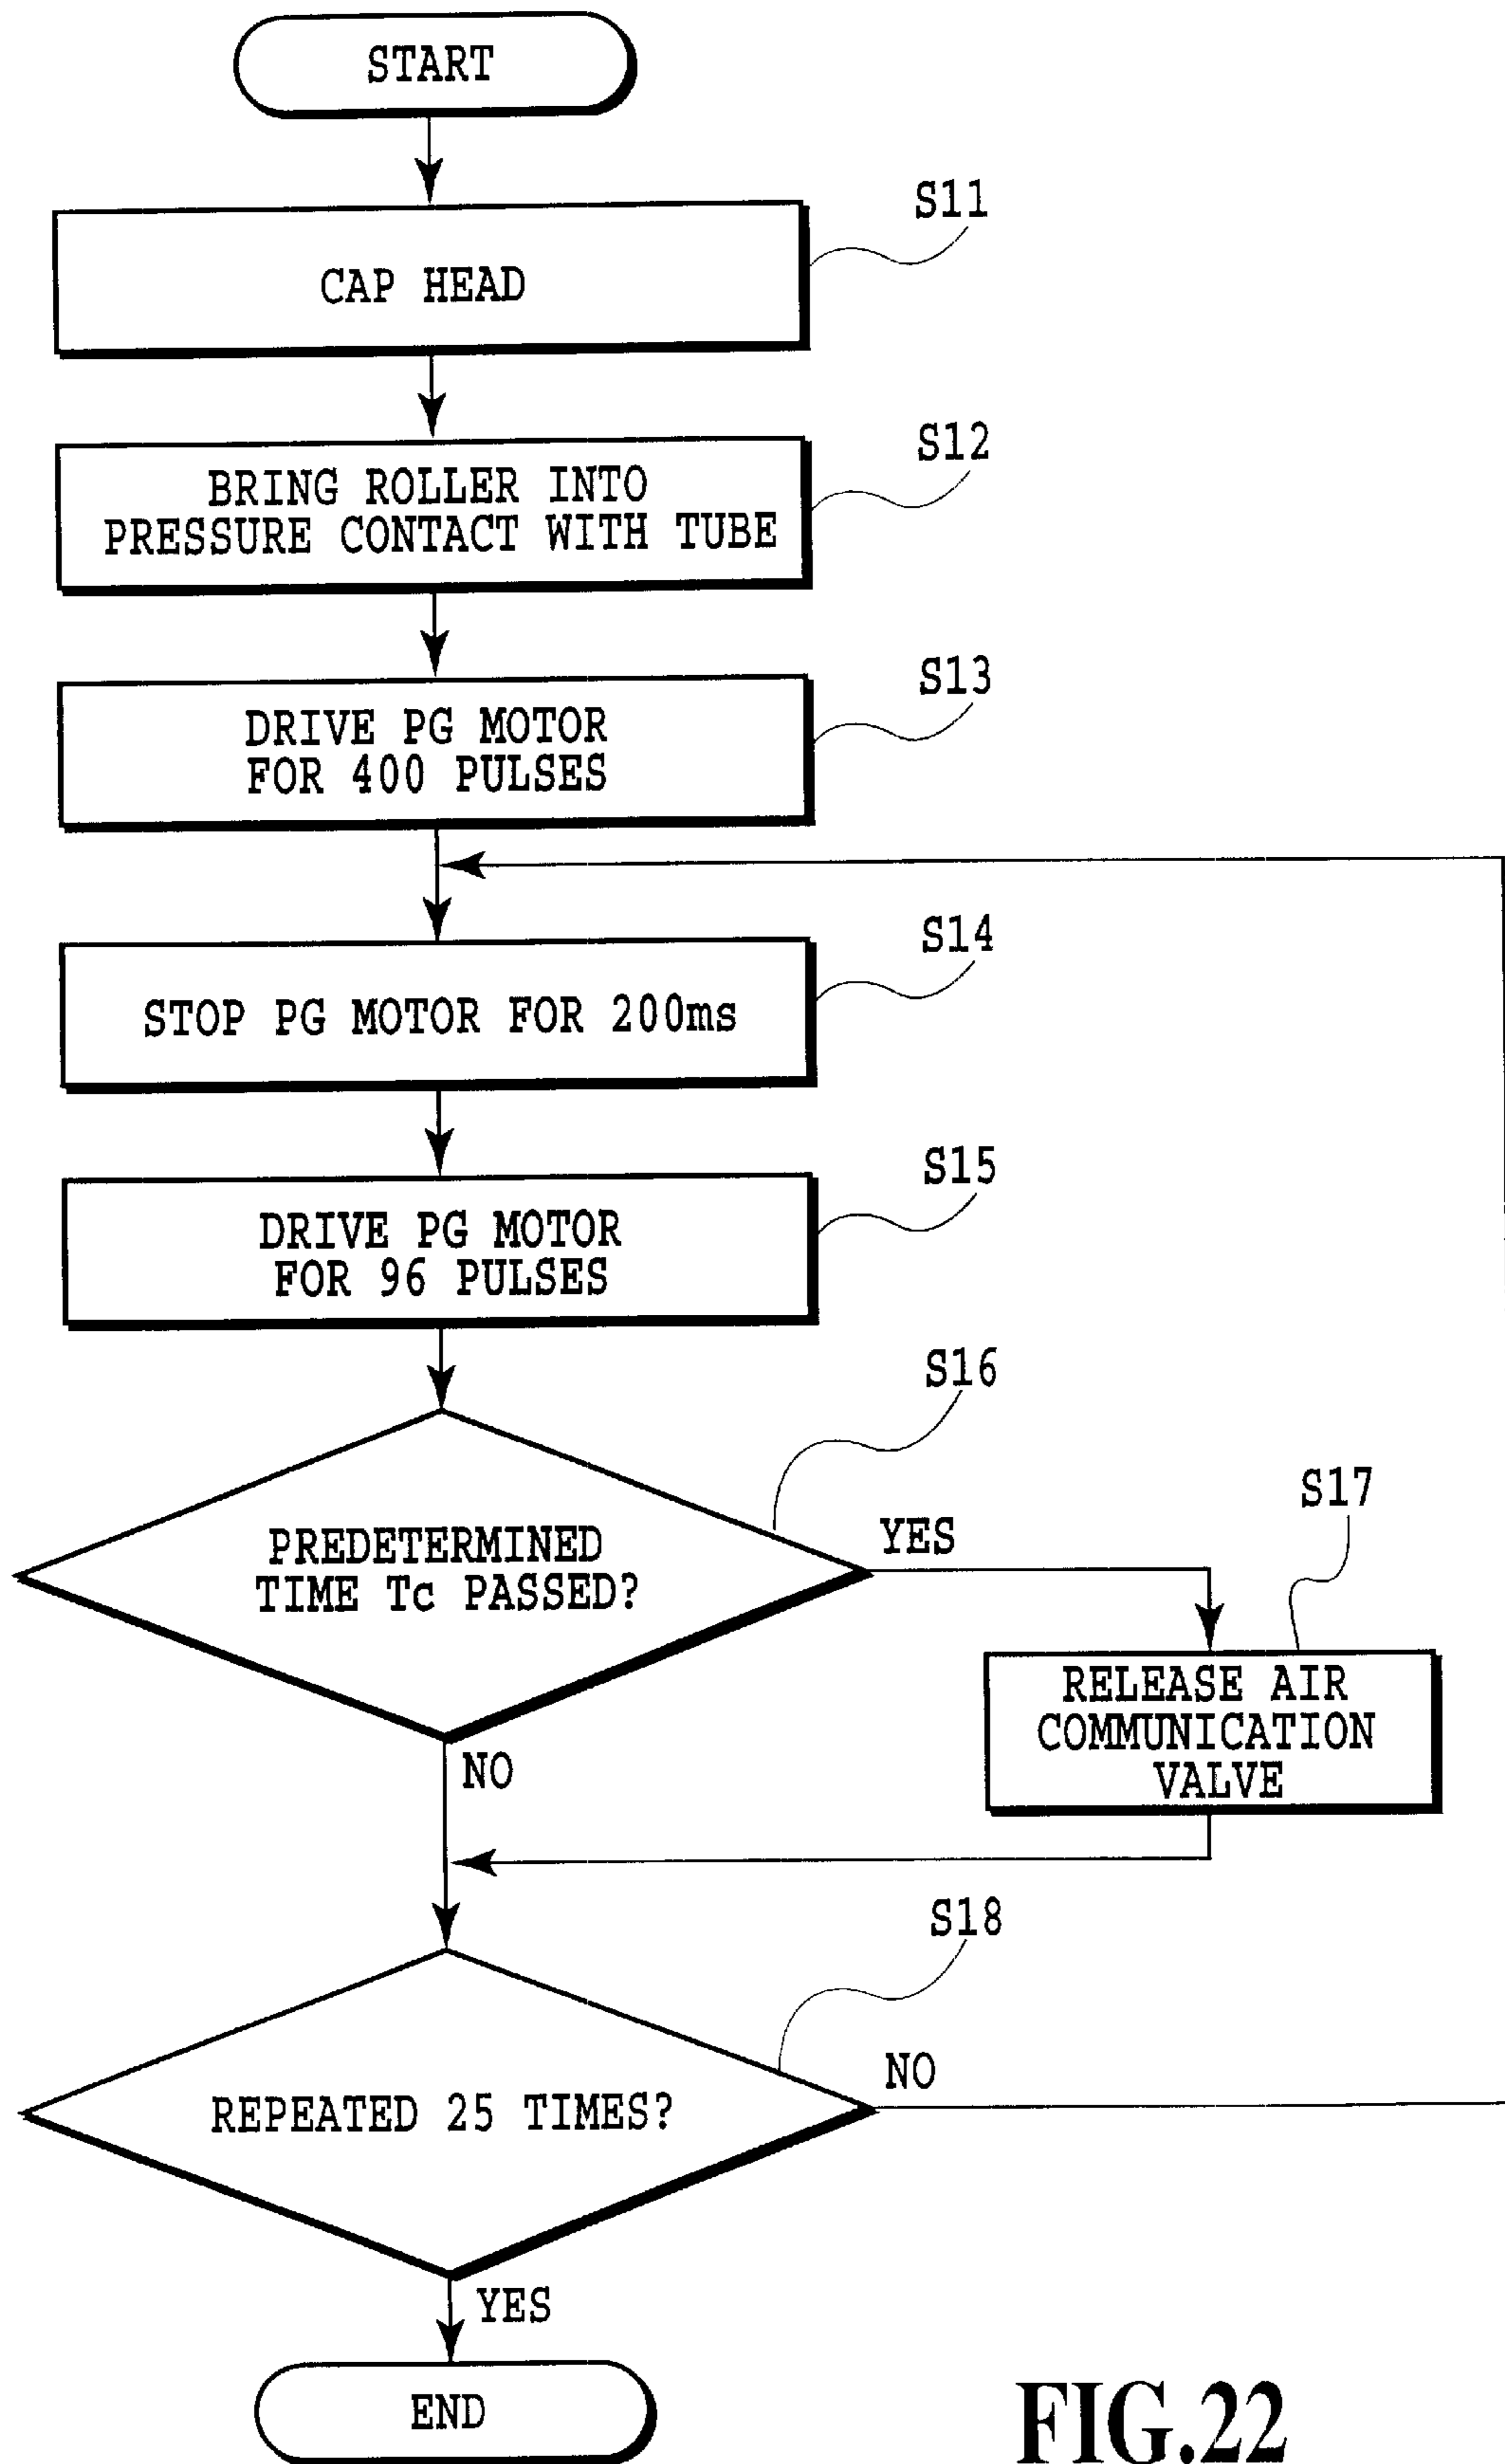 START
S11
CAP HEAD
S12
BRING ROLLER INTO
PRESSURE CONTACT WITH TUBE
S13
DRIVE PG MOTOR
FOR 400 PULSES
S14
STOP PG MOTOR FOR 200ms
S15
DRIVE PG MOTOR
FOR 96 PULSES
S16
PREDETERMINED
TIME Tc PASSED?
YES
S17
RELEASE AIR
COMMUNICATION
VALVE
NO
S18
REPEATED 25 TIMES?
NO
YES
END
FIG.22